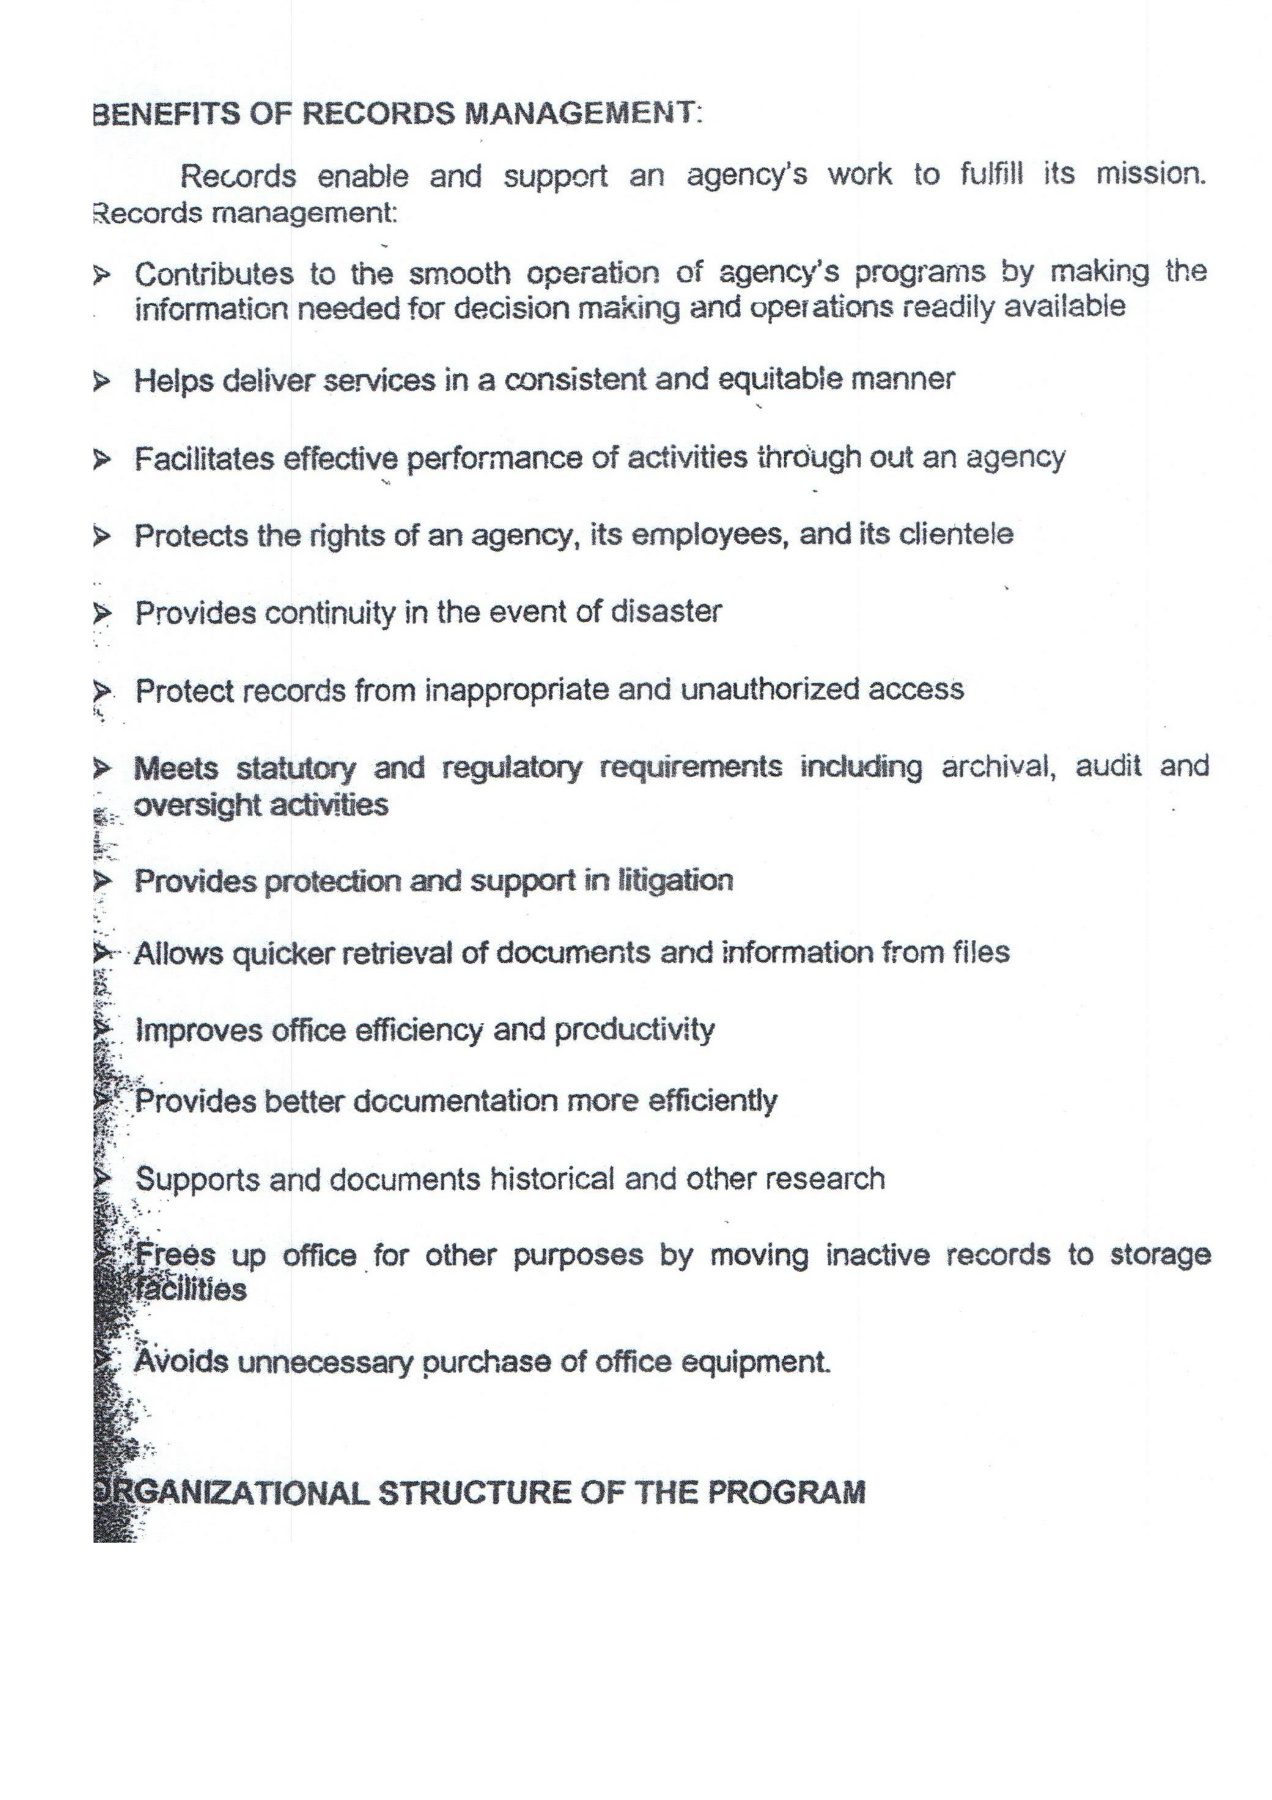 BENEFITS OF RECORDS MANAGEMENT:
Records enable and support an agency's work to fulfill its mission.
Records management:
➢ Contributes to the smooth operation of agency's programs by making the
information needed for decision making and operations readily available
➢ Helps deliver services in a consistent and equitable manner
➢ Facilitates effective performance of activities through out an agency
➢ Protects the rights of an agency, its employees, and its clientele
➢ Provides continuity in the event of disaster
➢ Protect records from inappropriate and unauthorized access
➢ Meets statutory and regulatory requirements including archival, audit and
oversight activities
➢ Provides protection and support in litigation
➢ Allows quicker retrieval of documents and information from files
➢ Improves office efficiency and productivity
➢ Provides better documentation more efficiently
➢ Supports and documents historical and other research
➢ Frees up office for other purposes by moving inactive records to storage
facilities
➢ Avoids unnecessary purchase of office equipment.
ORGANIZATIONAL STRUCTURE OF THE PROGRAM